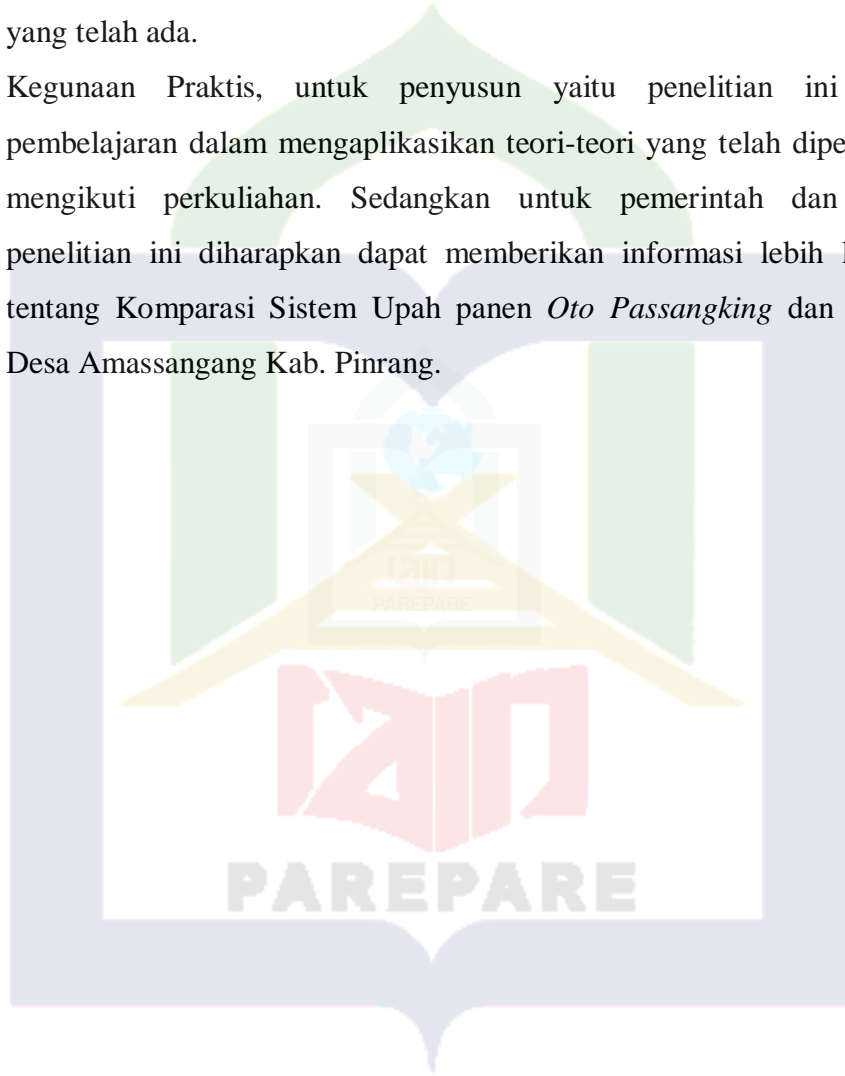 yang telah ada.
Kegunaan Praktis, untuk penyusun yaitu penelitian ini
pembelajaran dalam mengaplikasikan teori-teori yang telah
mengikuti perkuliahan. Sedangkan untuk pemerintah dan
penelitian ini diharapkan dapat memberikan informasi lebih
tentang Komparasi Sistem Upah panen Oto Passangking dan
Desa Amassangang Kab. Pinrang.
IAIN
PAREPARE
IAIN
PAREPARE